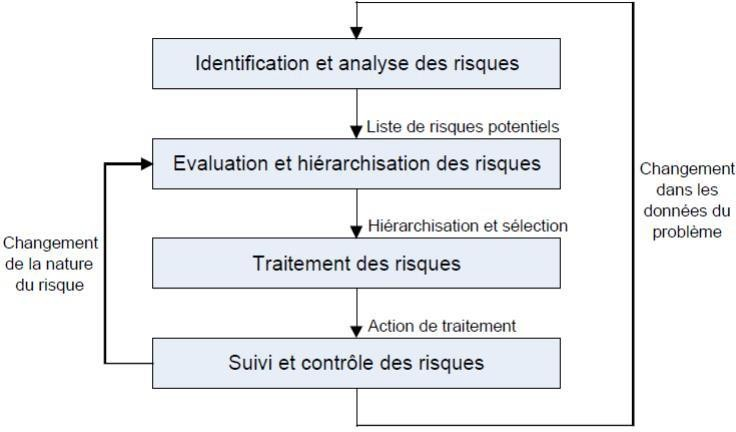 Identification et analyse des risques
Liste de risques potentiels
Evaluation et hiérarchisation des risques
Hiérarchisation et sélection
Traitement des risques
Action de traitement
Suivi et contrôle des risques
Changement
de la nature
du risque
Changement
dans les
données du
problème